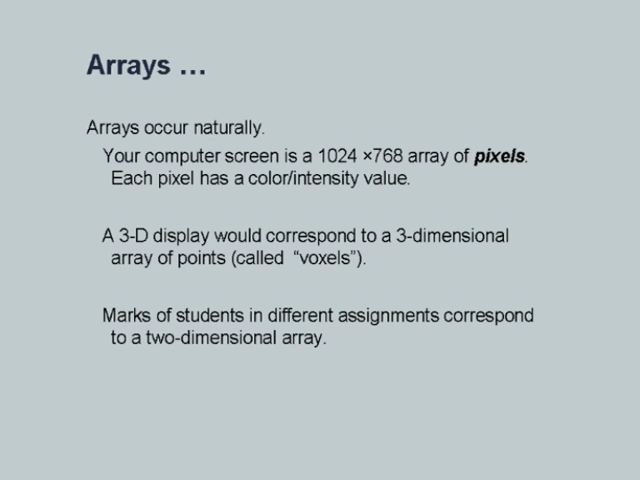 Arrays …
Arrays occur naturally.
Your computer screen is a 1024 ×768 array of pixels.
Each pixel has a color/intensity value.
A 3-D display would correspond to a 3-dimensional
array of points (called “voxels”).
Marks of students in different assignments correspond
to a two-dimensional array.